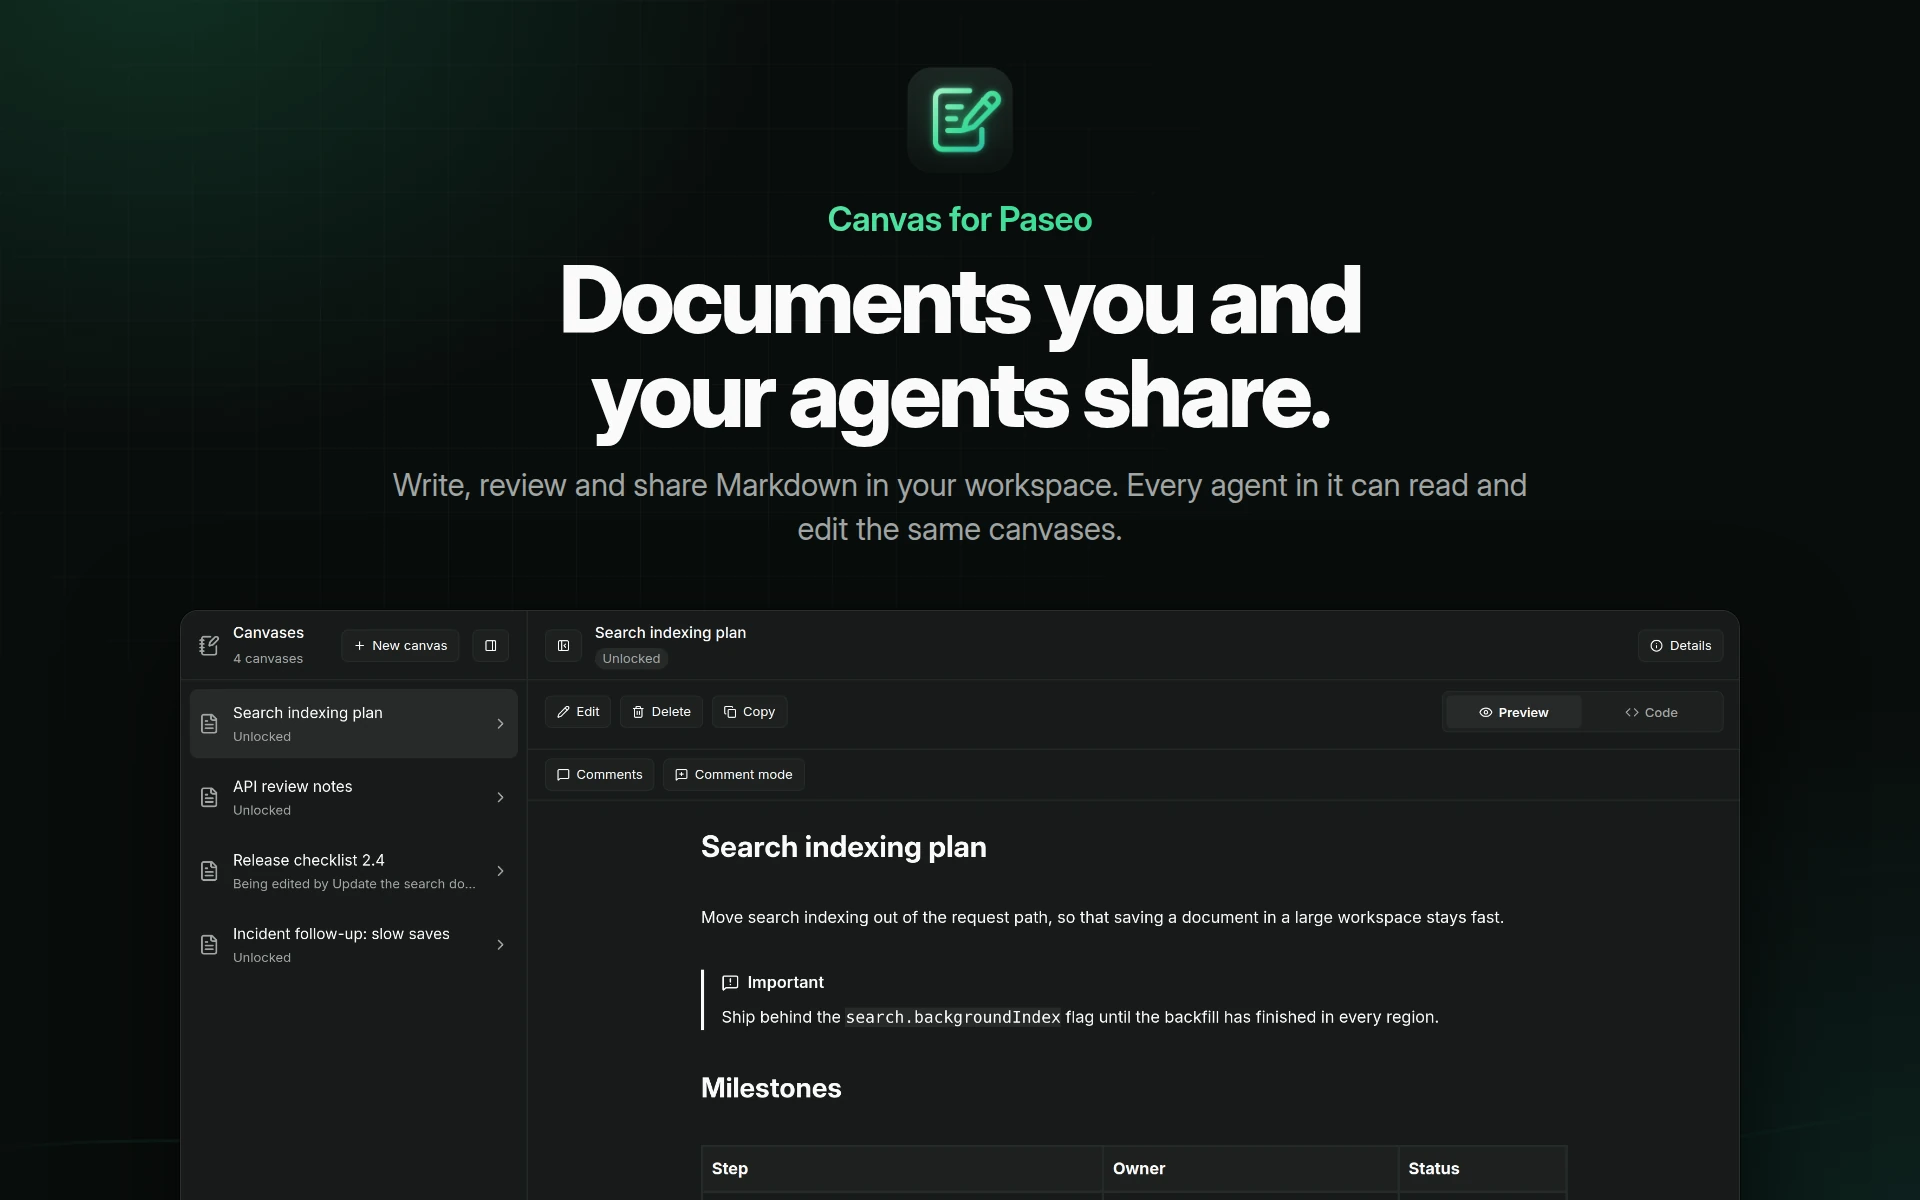 Canvas for Paseo
Documents you and
your agents share.
Write, review and share Markdown in your workspace. Every agent in it can read and
edit the same canvases.
Canvases
4 canvases
New canvas
Search indexing plan
Unlocked
Details
Search indexing plan
Unlocked
API review notes
Unlocked
Release checklist 2.4
Being edited by Update the search do...
Incident follow-up: slow saves
Unlocked
Edit
Delete
Copy
Preview
Code
Comments
Comment mode
Search indexing plan
Move search indexing out of the request path, so that saving a document in a large workspace stays fast.
Important
Ship behind the search.backgroundIndex flag until the backfill has finished in every region.
Milestones
Step Owner Status